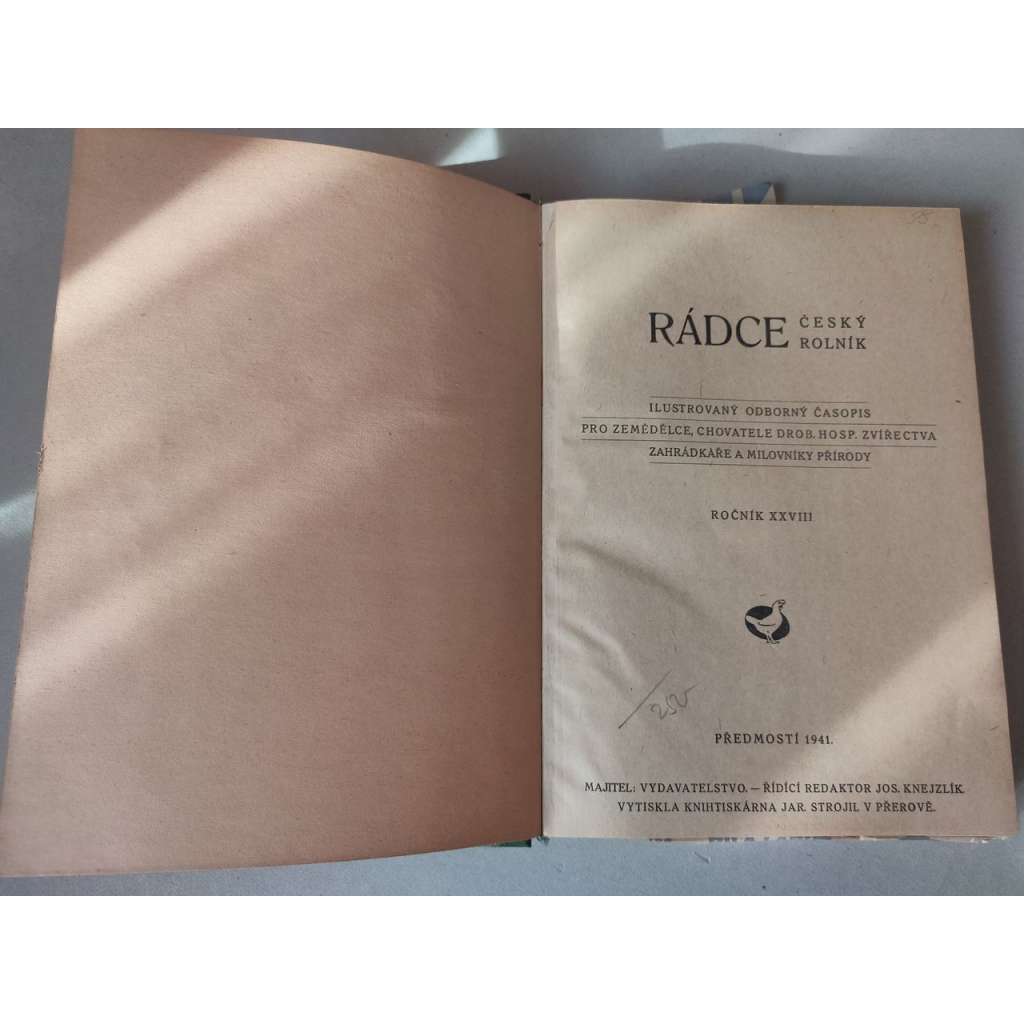 RÁDCE ČESKÝ
ROLNÍK
ILUSTROVANÝ ODBORNÝ ČASOPIS
PRO ZEMĚDĚLCE, CHOVATELE DROB. HOSP. ZVÍŘECTVA
ZAHRÁDKÁŘE A MILOVNÍKY PŘÍRODY
ROČNÍK XXVIII
PŘEDMOSTÍ 1941.
MAJITEL: VYDAVATELSTVO. — ŘÍDÍCÍ REDAKTOR JOS. KNEJZLÍK.
VYTISKLA KNIHTISKÁRNA JAR. STROJIL V PŘEROVĚ.